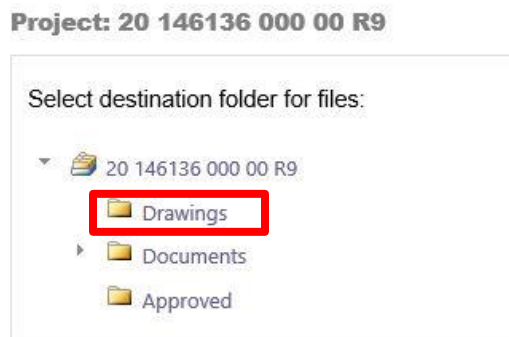 Project: 20 146136 000 00 R9
Select destination folder for files:
20 146136 000 00 R9
Drawings
Documents
Approved